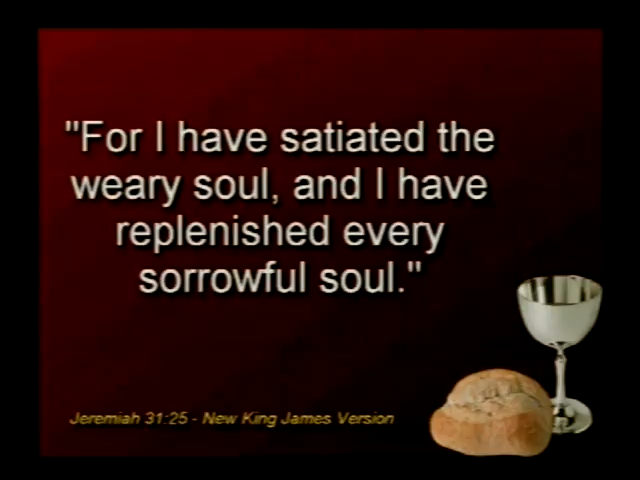 "For I have satiated the
weary soul, and I have
replenished every
sorrowful soul."
Jeremiah 31:25 - New King James Version